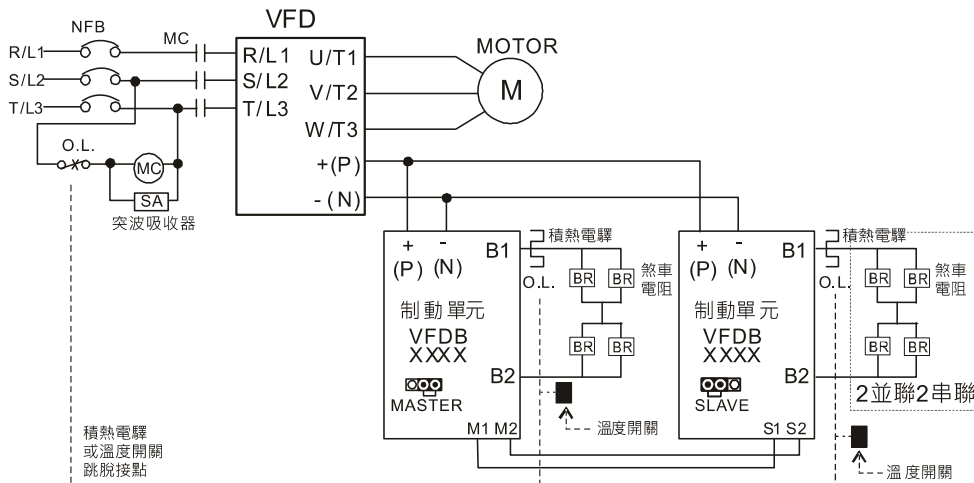 VFD
NFB
MC
R/L1
S/L2
T/L3
R/L1
S/L2
T/L3
U/T1
V/T2
W/T3
+(P)
-(N)
MOTOR
M
O.L.
MC
SA
突波吸收器
+
(P)
-
(N)
B1
制動單元
VFDB
XXXX
B2
MASTER
M1 M2
積熱電驛
O.L.
BR
BR
BR
BR
煞車
電阻
溫度開關
+
(P)
-
(N)
B1
制動單元
VFDB
XXXX
B2
SLAVE
S1 S2
積熱電驛
O.L.
BR
BR
BR
BR
煞車
電阻
2並聯2串聯
溫度開關
積熱電驛
或溫度開關
跳脫接點